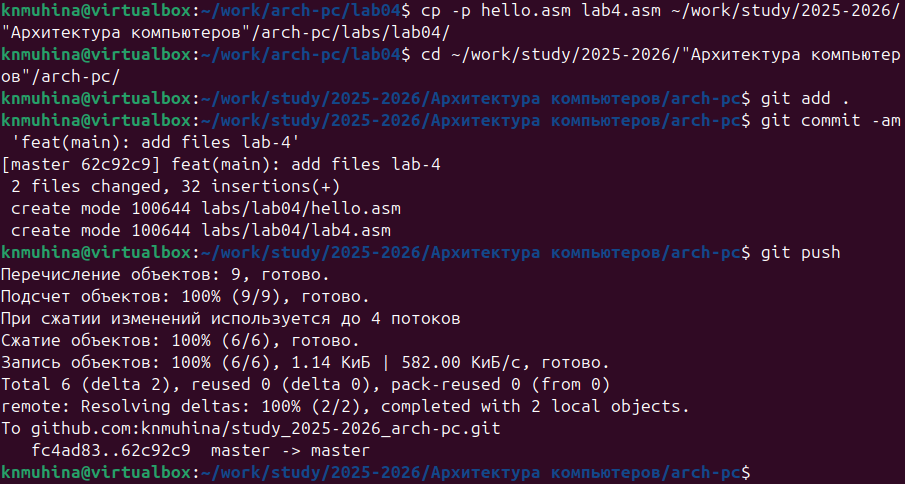 knmuhina@virtualbox:~/work/arch-pc/lab04$ cp -p hello.asm lab4.asm ~/work/study/2025-2026/
"Архитектура компьютеров"/arch-pc/labs/lab04/
knmuhina@virtualbox:~/work/arch-pc/lab04$ cd ~/work/study/2025-2026/"Архитектура компьютер
ов"/arch-pc/
knmuhina@virtualbox:~/work/study/2025-2026/Архитектура компьютеров/arch-pc$ git add .
knmuhina@virtualbox:~/work/study/2025-2026/Архитектура компьютеров/arch-pc$ git commit -am
 'feat(main): add files lab-4'
[master 62c92c9] feat(main): add files lab-4
 2 files changed, 32 insertions(+)
 create mode 100644 labs/lab04/hello.asm
 create mode 100644 labs/lab04/lab4.asm
knmuhina@virtualbox:~/work/study/2025-2026/Архитектура компьютеров/arch-pc$ git push
Перечисление объектов: 9, готово.
Подсчет объектов: 100% (9/9), готово.
При сжатии изменений используется до 4 потоков
Сжатие объектов: 100% (6/6), готово.
Запись объектов: 100% (6/6), 1.14 КиБ | 582.00 КиБ/с, готово.
Total 6 (delta 2), reused 0 (delta 0), pack-reused 0 (from 0)
remote: Resolving deltas: 100% (2/2), completed with 2 local objects.
To github.com:knmuhina/study_2025-2026_arch-pc.git
   fc4ad83..62c92c9  master -> master
knmuhina@virtualbox:~/work/study/2025-2026/Архитектура компьютеров/arch-pc$